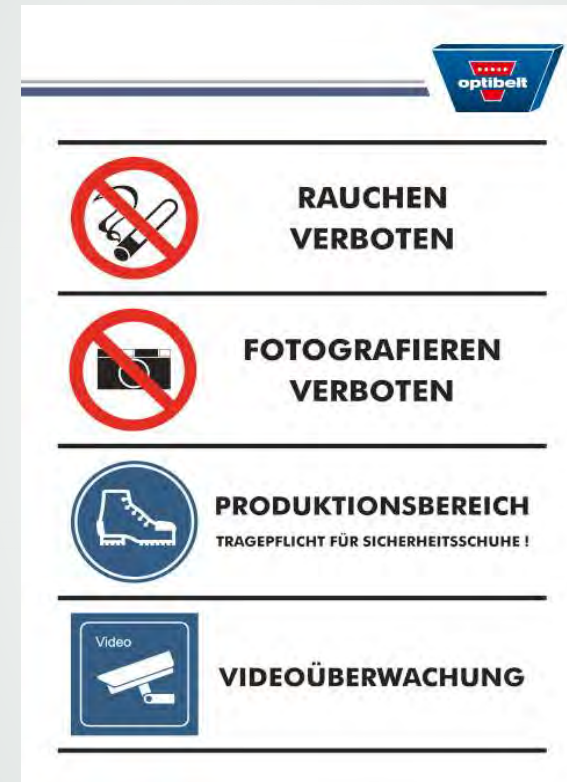 optibelt
RAUCHEN
VERBOTEN
FOTOGRAFIEREN
VERBOTEN
PRODUKTIONSBEREICH
TRAGEPFLICHT FÜR SICHERHEITSSCHUHE !
Video
VIDEOÜBERWACHUNG